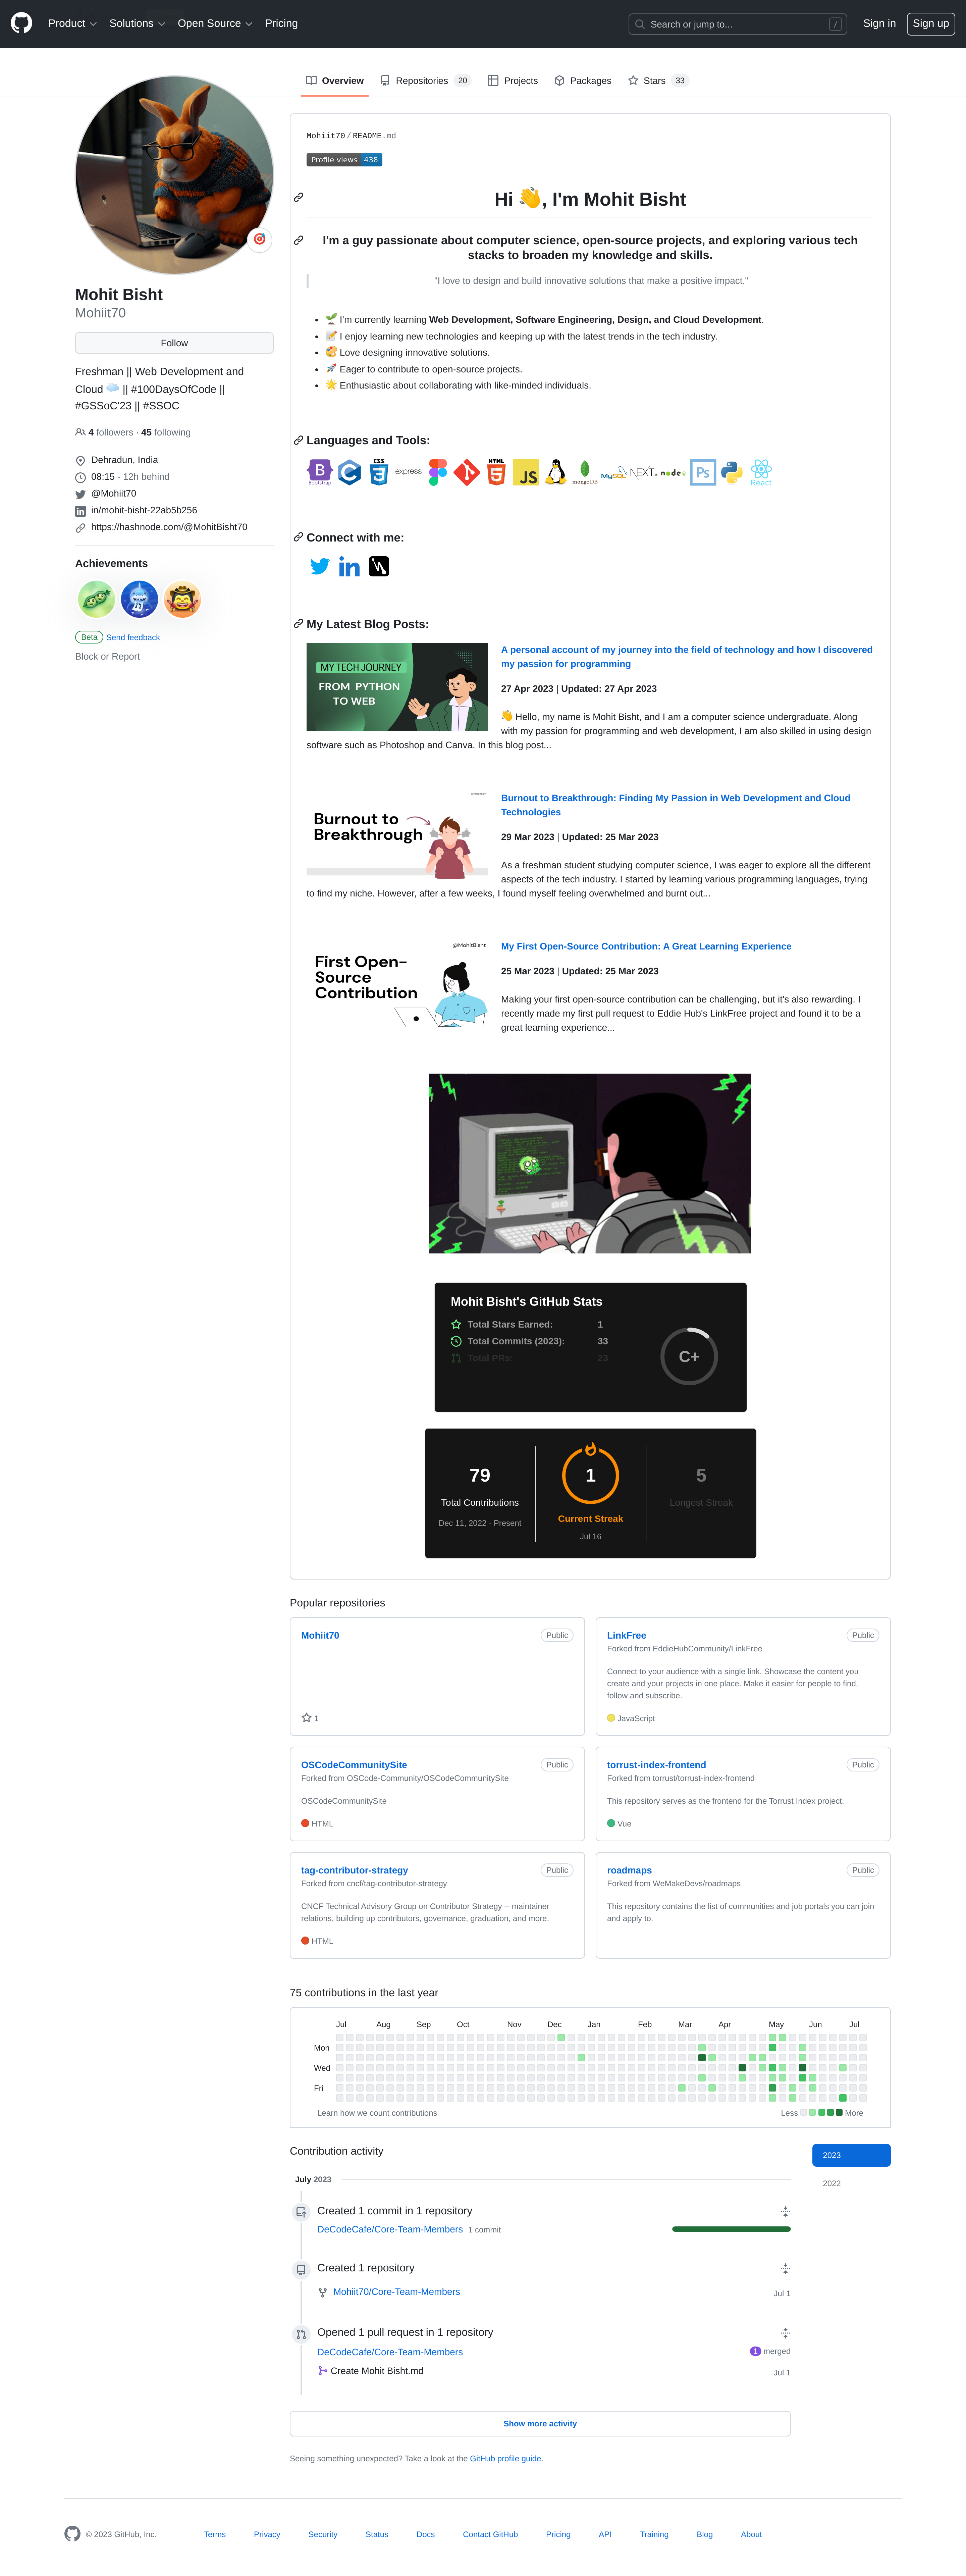 Product Solutions Open Source Pricing
Search or jump to... /
Sign in Sign up
Overview Repositories 20 Projects Packages Stars 33
Mohit Bisht
Mohiit70
Follow
Freshman || Web Development and
Cloud ☁️ || #100DaysOfCode ||
#GSSoC'23 || #SSOC
4 followers · 45 following
Dehradun, India
08:15 - 12h behind
@Mohiit70
in/mohit-bisht-22ab5b256
https://hashnode.com/@MohitBisht70
Achievements
Beta Send feedback
Block or Report
Mohiit70/README.md
Profile views 438
Hi 👋, I'm Mohit Bisht
I'm a guy passionate about computer science, open-source projects, and exploring various tech
stacks to broaden my knowledge and skills.
"I love to design and build innovative solutions that make a positive impact."
🌱 I'm currently learning Web Development, Software Engineering, Design, and Cloud Development.
📝 I enjoy learning new technologies and keeping up with the latest trends in the tech industry.
🎨 Love designing innovative solutions.
🚀 Eager to contribute to open-source projects.
🌟 Enthusiastic about collaborating with like-minded individuals.
Languages and Tools:
B Bootstrap C CSS 3 express HTML 5 JS mongoDB MySQL NEXT.js node Ps React
Connect with me:
in
My Latest Blog Posts:
MY TECH JOURNEY
FROM PYTHON
TO WEB
A personal account of my journey into the field of technology and how I discovered
my passion for programming
27 Apr 2023 | Updated: 27 Apr 2023
👋 Hello, my name is Mohit Bisht, and I am a computer science undergraduate. Along
with my passion for programming and web development, I am also skilled in using design
software such as Photoshop and Canva. In this blog post...
Burnout to
Breakthrough
Burnout to Breakthrough: Finding My Passion in Web Development and Cloud
Technologies
29 Mar 2023 | Updated: 25 Mar 2023
As a freshman student studying computer science, I was eager to explore all the different
aspects of the tech industry. I started by learning various programming languages, trying
to find my niche. However, after a few weeks, I found myself feeling overwhelmed and burnt out...
@MohitBisht
First Open-
Source
Contribution
My First Open-Source Contribution: A Great Learning Experience
25 Mar 2023 | Updated: 25 Mar 2023
Making your first open-source contribution can be challenging, but it's also rewarding. I
recently made my first pull request to Eddie Hub's LinkFree project and found it to be a
great learning experience...
Mohit Bisht's GitHub Stats
Total Stars Earned: 1
Total Commits (2023): 33
Total PRs: 23
C+
79
Total Contributions
Dec 11, 2022 - Present
1
Current Streak
Jul 16
5
Longest Streak
Popular repositories
Mohiit70 Public
1
LinkFree Public
Forked from EddieHubCommunity/LinkFree
Connect to your audience with a single link. Showcase the content you
create and your projects in one place. Make it easier for people to find,
follow and subscribe.
JavaScript
OSCodeCommunitySite Public
Forked from OSCode-Community/OSCodeCommunitySite
OSCodeCommunitySite
HTML
torrust-index-frontend Public
Forked from torrust/torrust-index-frontend
This repository serves as the frontend for the Torrust Index project.
Vue
tag-contributor-strategy Public
Forked from cncf/tag-contributor-strategy
CNCF Technical Advisory Group on Contributor Strategy -- maintainer
relations, building up contributors, governance, graduation, and more.
HTML
roadmaps Public
Forked from WeMakeDevs/roadmaps
This repository contains the list of communities and job portals you can join
and apply to.
75 contributions in the last year
Jul Aug Sep Oct Nov Dec Jan Feb Mar Apr May Jun Jul
Mon
Wed
Fri
Learn how we count contributions
Less More
Contribution activity
2023
2022
July 2023
Created 1 commit in 1 repository
DeCodeCafe/Core-Team-Members 1 commit
Created 1 repository
Mohiit70/Core-Team-Members Jul 1
Opened 1 pull request in 1 repository
DeCodeCafe/Core-Team-Members 1 merged
Create Mohit Bisht.md Jul 1
Show more activity
Seeing something unexpected? Take a look at the GitHub profile guide.
© 2023 GitHub, Inc. Terms Privacy Security Status Docs Contact GitHub Pricing API Training Blog About